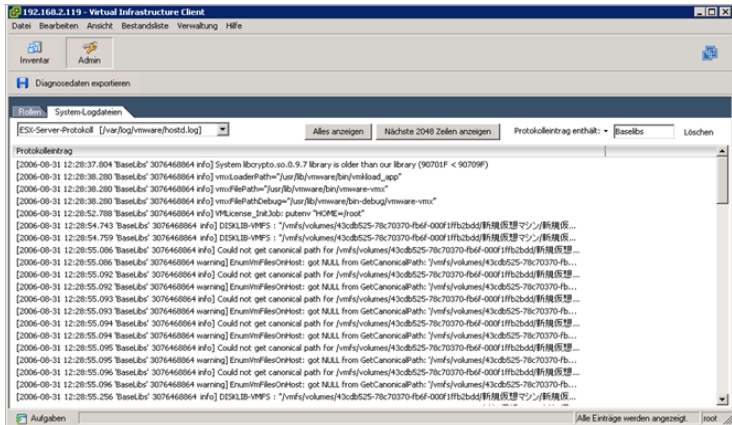 192.168.2.119 - Virtual Infrastructure Client
Datei Bearbeiten Ansicht Bestandsliste Verwaltung Hilfe
Inventar Admin
Diagnosedaten exportieren
Rollen System-Logdateien
ESX-Server-Protokoll [/var/log/vmware/hostd.log] Alles anzeigen Nächste 2048 Zeilen anzeigen Protokolleintrag enthält: Baselibs Löschen
Protokolleintrag
[2006-08-31 12:28:37.804 'BaseLibs' 3076468864 info] System libcrypto.so.0.9.7 library is older than our library (90701F < 90709F)
[2006-08-31 12:28:38.280 'BaseLibs' 3076468864 info] vmxLoaderPath="/usr/lib/vmware/bin/vmkload_app"
[2006-08-31 12:28:38.280 'BaseLibs' 3076468864 info] vmxFilePath="/usr/lib/vmware/bin/vmware-vmx"
[2006-08-31 12:28:38.280 'BaseLibs' 3076468864 info] vmxFilePathDebug="/usr/lib/vmware/bin-debug/vmware-vmx"
[2006-08-31 12:28:52.788 'BaseLibs' 3076468864 info] VMLicense_InitJob: putenv "HOME=/root"
[2006-08-31 12:28:54.743 'BaseLibs' 3076468864 info] DISKLIB-VMFS : "/vmfs/volumes/43cdb525-78c70370-fb6f-000f1ffb2bdd/新規仮想マシン/新規仮...
[2006-08-31 12:28:54.759 'BaseLibs' 3076468864 info] DISKLIB-VMFS : "/vmfs/volumes/43cdb525-78c70370-fb6f-000f1ffb2bdd/新規仮想マシン/新規仮...
[2006-08-31 12:28:55.086 'BaseLibs' 3076468864 info] Could not get canonical path for /vmfs/volumes/43cdb525-78c70370-fb6f-000f1ffb2bdd/新規仮想...
[2006-08-31 12:28:55.086 'BaseLibs' 3076468864 warning] EnumVmFilesOnHost: got NULL from GetCanonicalPath: '/vmfs/volumes/43cdb525-78c70370-fb...
[2006-08-31 12:28:55.092 'BaseLibs' 3076468864 info] Could not get canonical path for /vmfs/volumes/43cdb525-78c70370-fb6f-000f1ffb2bdd/新規仮想...
[2006-08-31 12:28:55.092 'BaseLibs' 3076468864 warning] EnumVmFilesOnHost: got NULL from GetCanonicalPath: '/vmfs/volumes/43cdb525-78c70370-fb...
[2006-08-31 12:28:55.093 'BaseLibs' 3076468864 info] Could not get canonical path for /vmfs/volumes/43cdb525-78c70370-fb6f-000f1ffb2bdd/新規仮想...
[2006-08-31 12:28:55.093 'BaseLibs' 3076468864 warning] EnumVmFilesOnHost: got NULL from GetCanonicalPath: '/vmfs/volumes/43cdb525-78c70370-fb...
[2006-08-31 12:28:55.094 'BaseLibs' 3076468864 info] Could not get canonical path for /vmfs/volumes/43cdb525-78c70370-fb6f-000f1ffb2bdd/新規仮想...
[2006-08-31 12:28:55.094 'BaseLibs' 3076468864 warning] EnumVmFilesOnHost: got NULL from GetCanonicalPath: '/vmfs/volumes/43cdb525-78c70370-fb...
[2006-08-31 12:28:55.095 'BaseLibs' 3076468864 info] Could not get canonical path for /vmfs/volumes/43cdb525-78c70370-fb6f-000f1ffb2bdd/新規仮想...
[2006-08-31 12:28:55.095 'BaseLibs' 3076468864 warning] EnumVmFilesOnHost: got NULL from GetCanonicalPath: '/vmfs/volumes/43cdb525-78c70370-fb...
[2006-08-31 12:28:55.096 'BaseLibs' 3076468864 info] Could not get canonical path for /vmfs/volumes/43cdb525-78c70370-fb6f-000f1ffb2bdd/新規仮想...
[2006-08-31 12:28:55.096 'BaseLibs' 3076468864 warning] EnumVmFilesOnHost: got NULL from GetCanonicalPath: '/vmfs/volumes/43cdb525-78c70370-fb...
[2006-08-31 12:28:55.256 'BaseLibs' 3076468864 info] DISKLIB-VMFS : "/vmfs/volumes/43cdb525-78c70370-fb6f-000f1ffb2bdd/新規仮想マシン/新規仮...
Aufgaben Alle Einträge werden angezeigt. root